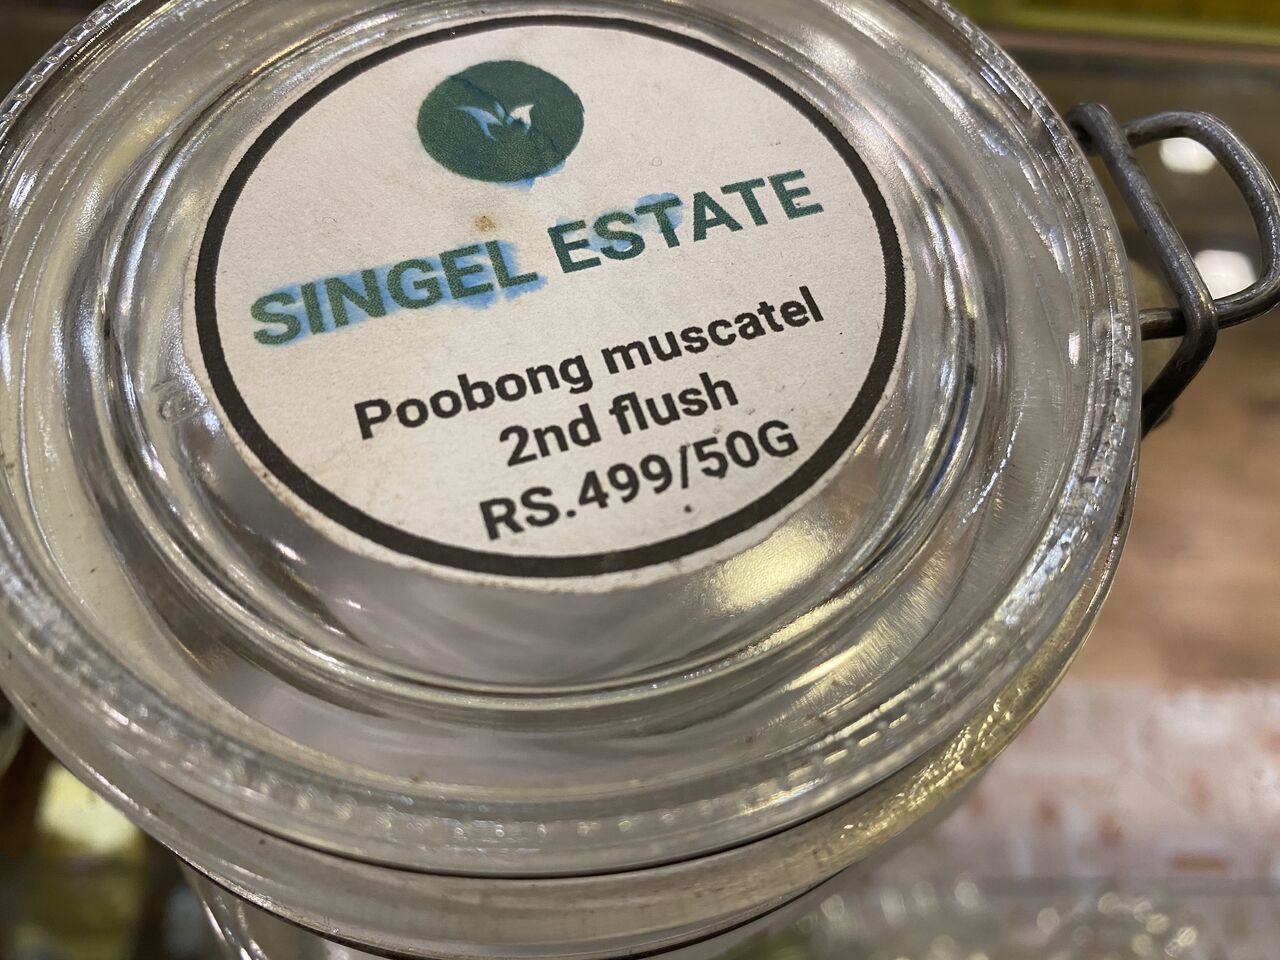 SINGEL ESTATE
Poobong muscatel
2nd flush
RS.499/50G